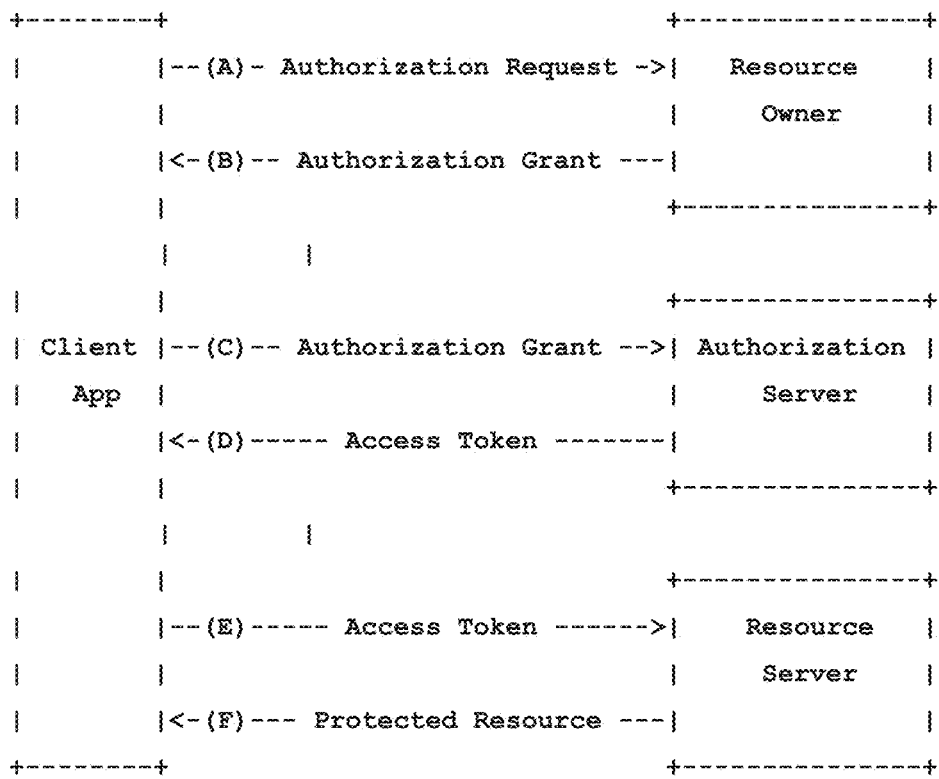 +--------+ +---------------+
| |--(A)- Authorization Request ->| Resource |
| | | Owner |
| |<-(B)-- Authorization Grant ---| |
| | +---------------+
| |
| | +---------------+
| Client |--(C)-- Authorization Grant -->| Authorization |
| App | | Server |
| |<-(D)----- Access Token -------| |
| | +---------------+
| |
| | +---------------+
| |--(E)----- Access Token ------>| Resource |
| | | Server |
| |<-(F)--- Protected Resource ---| |
+--------+ +---------------+